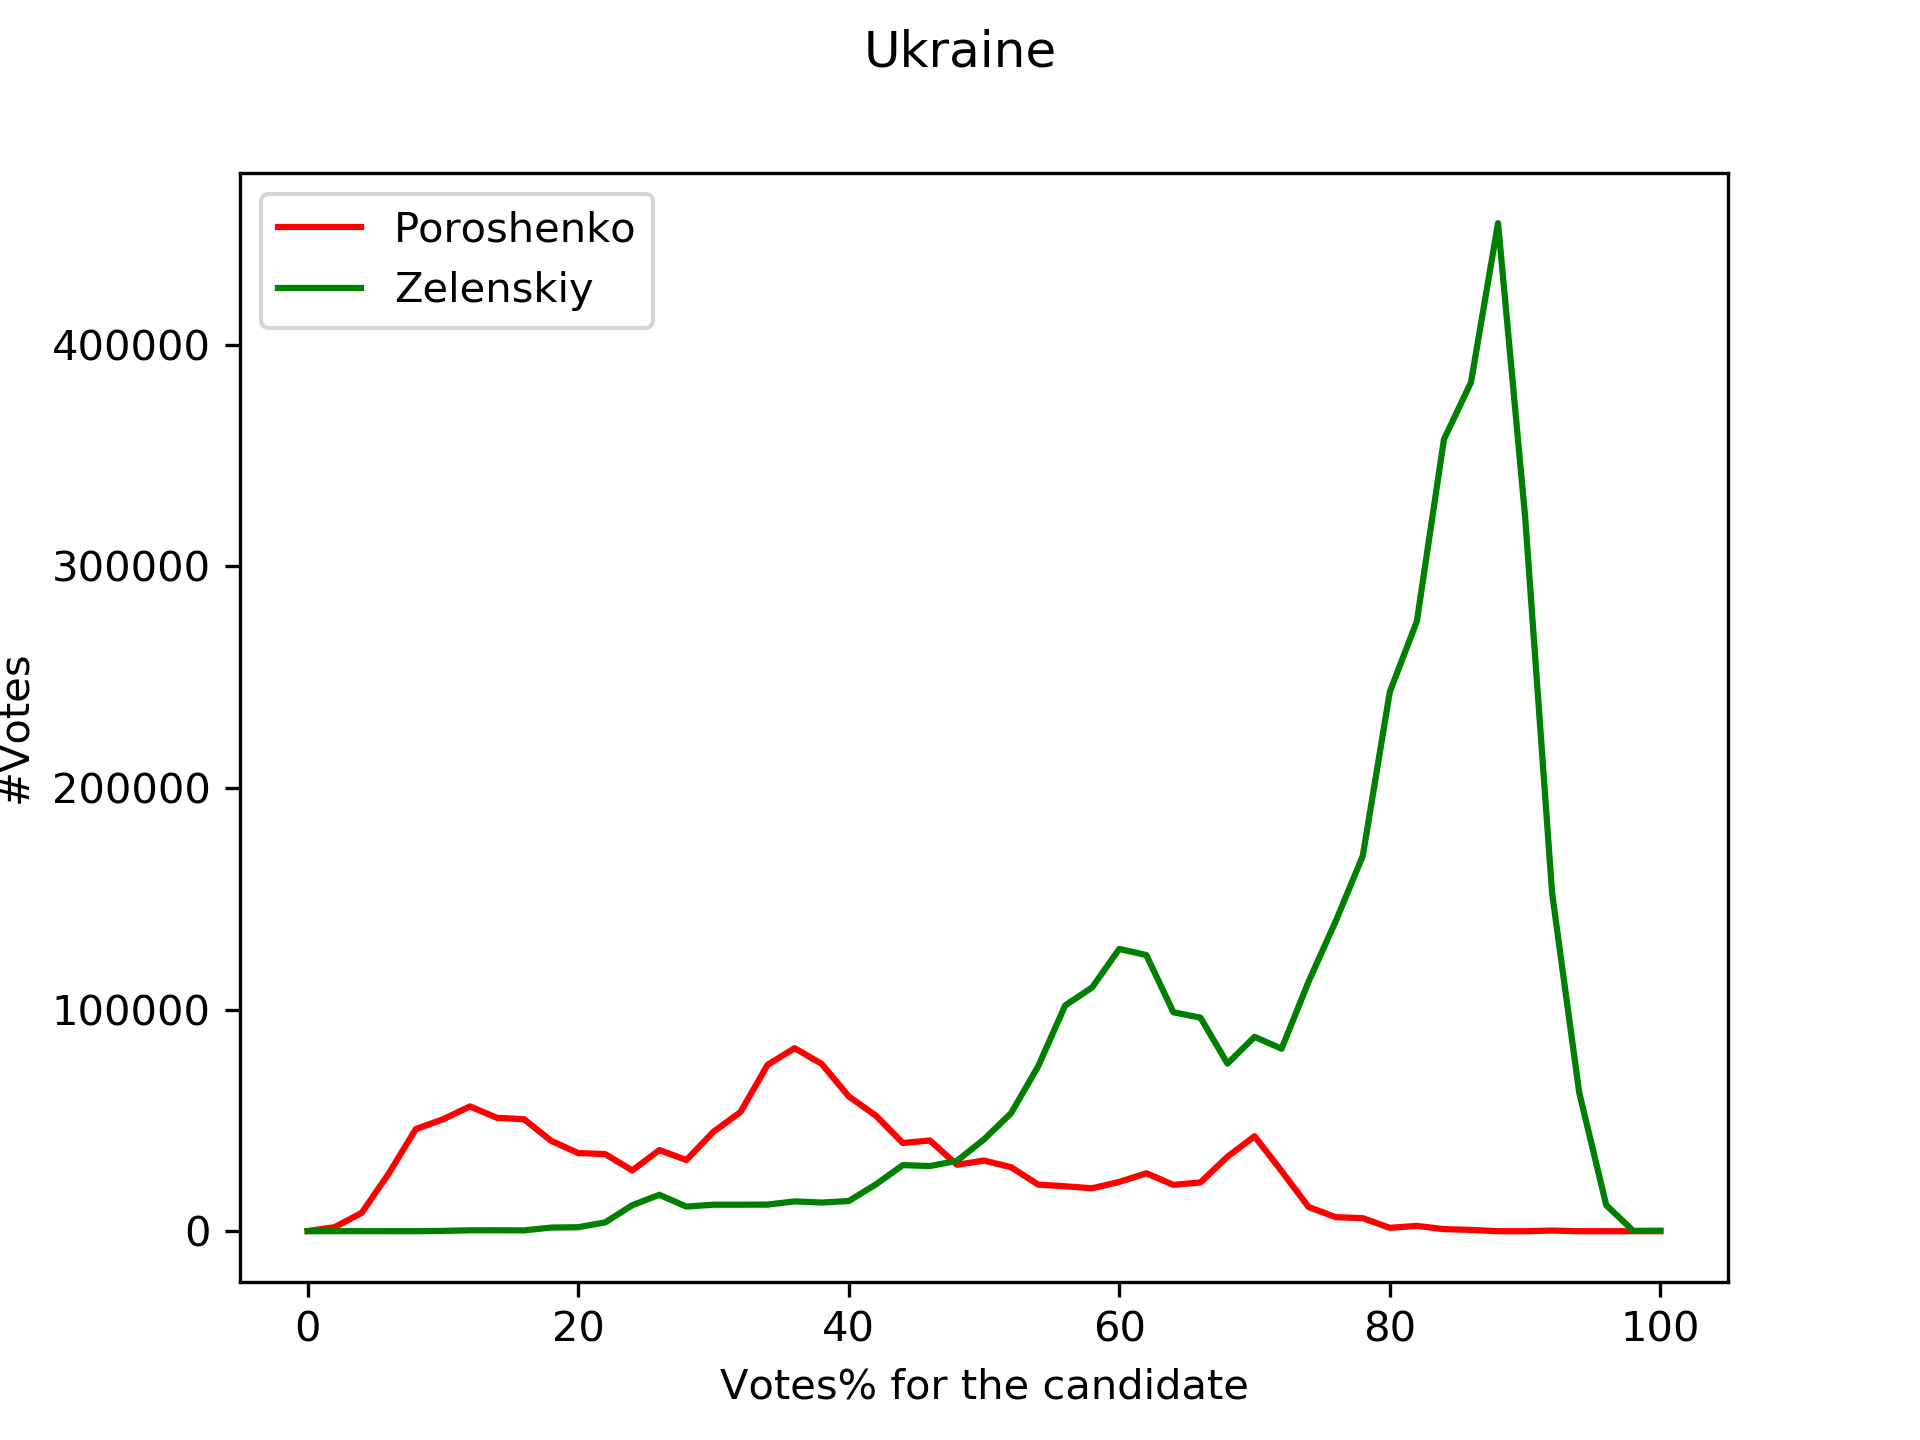 Ukraine
Poroshenko
Zelenskiy
400000
300000
200000
100000
0
#Votes
0 20 40 60 80 100
Votes% for the candidate